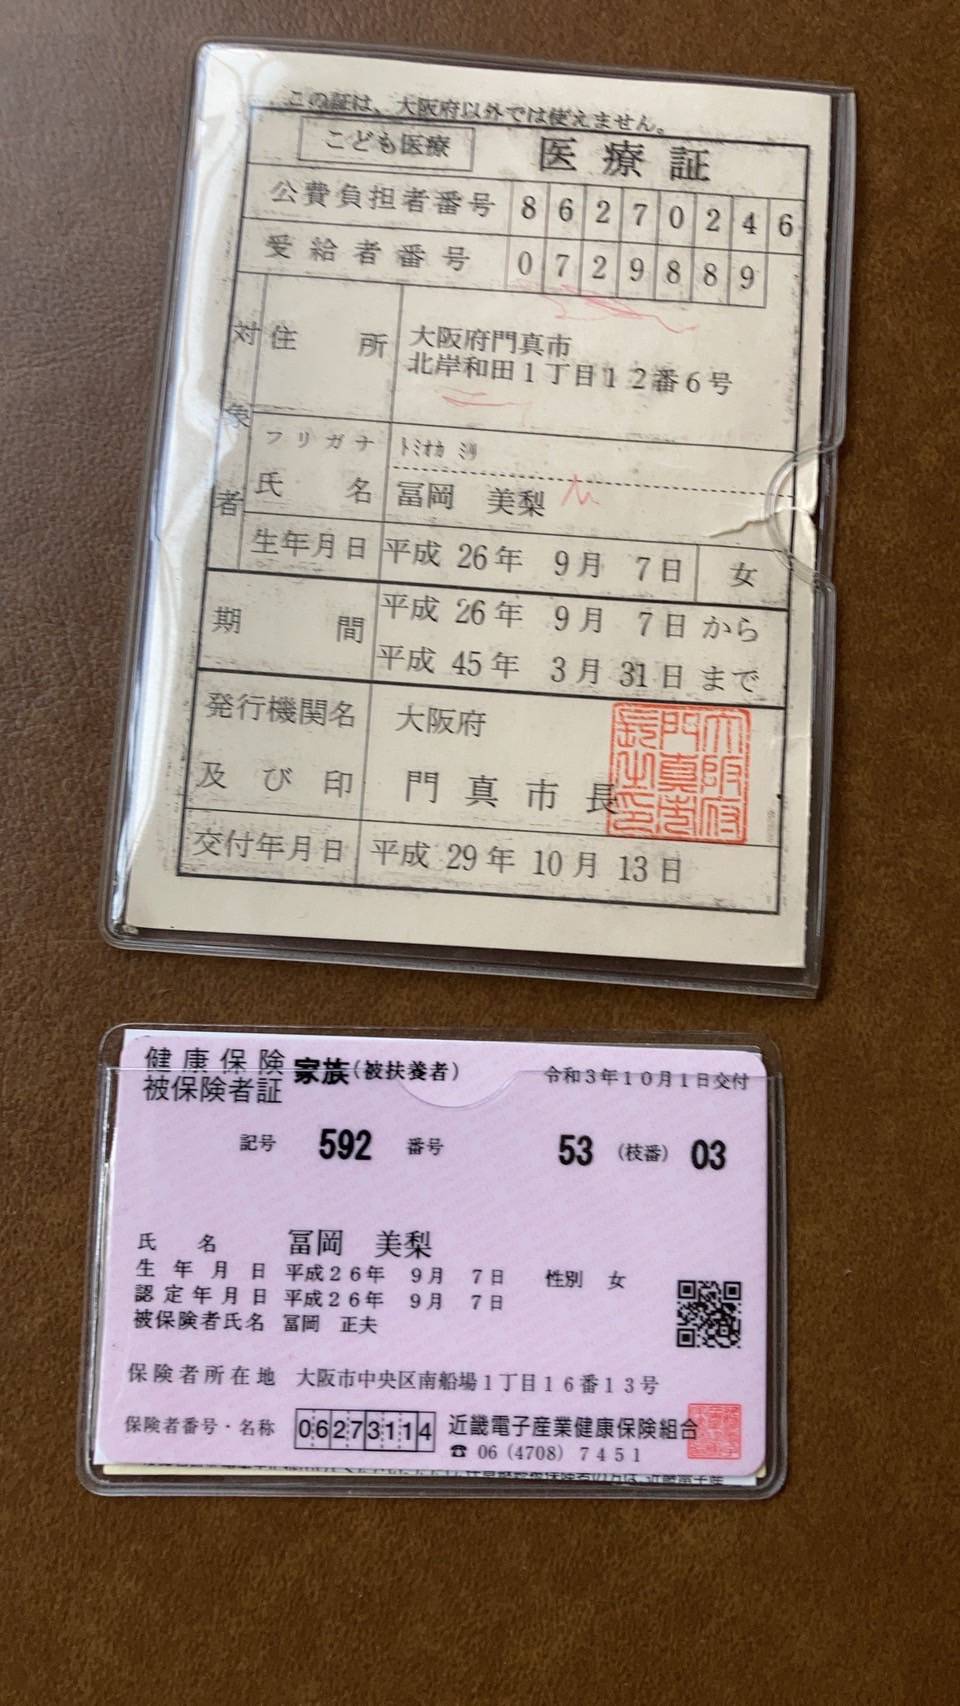 この証は、大阪府以外では使えません。
こども医療 医療証
公費負担者番号 86270246
受給者番号 0729889
対象者
住所 大阪府門真市
北岸和田1丁目12番6号
フリガナ トミオカ ミリ
氏名 冨岡 美梨
生年月日 平成 26年 9月 7日 女
期間 平成 26年 9月 7日 から
平成 45年 3月 31日 まで
発行機関名 大阪府
及び印 門真市長
大阪府門真市長之印
交付年月日 平成 29年 10月 13日
健康保険 家族(被扶養者) 令和3年10月1日交付
被保険者証
記号 592 番号 53 (枝番) 03
氏名 冨岡 美梨
生年月日 平成26年 9月 7日 性別 女
認定年月日 平成26年 9月 7日
被保険者氏名 冨岡 正夫
保険者所在地 大阪市中央区南船場1丁目16番13号
保険者番号・名称 06273114 近畿電子産業健康保険組合
☎ 06(4708)7451